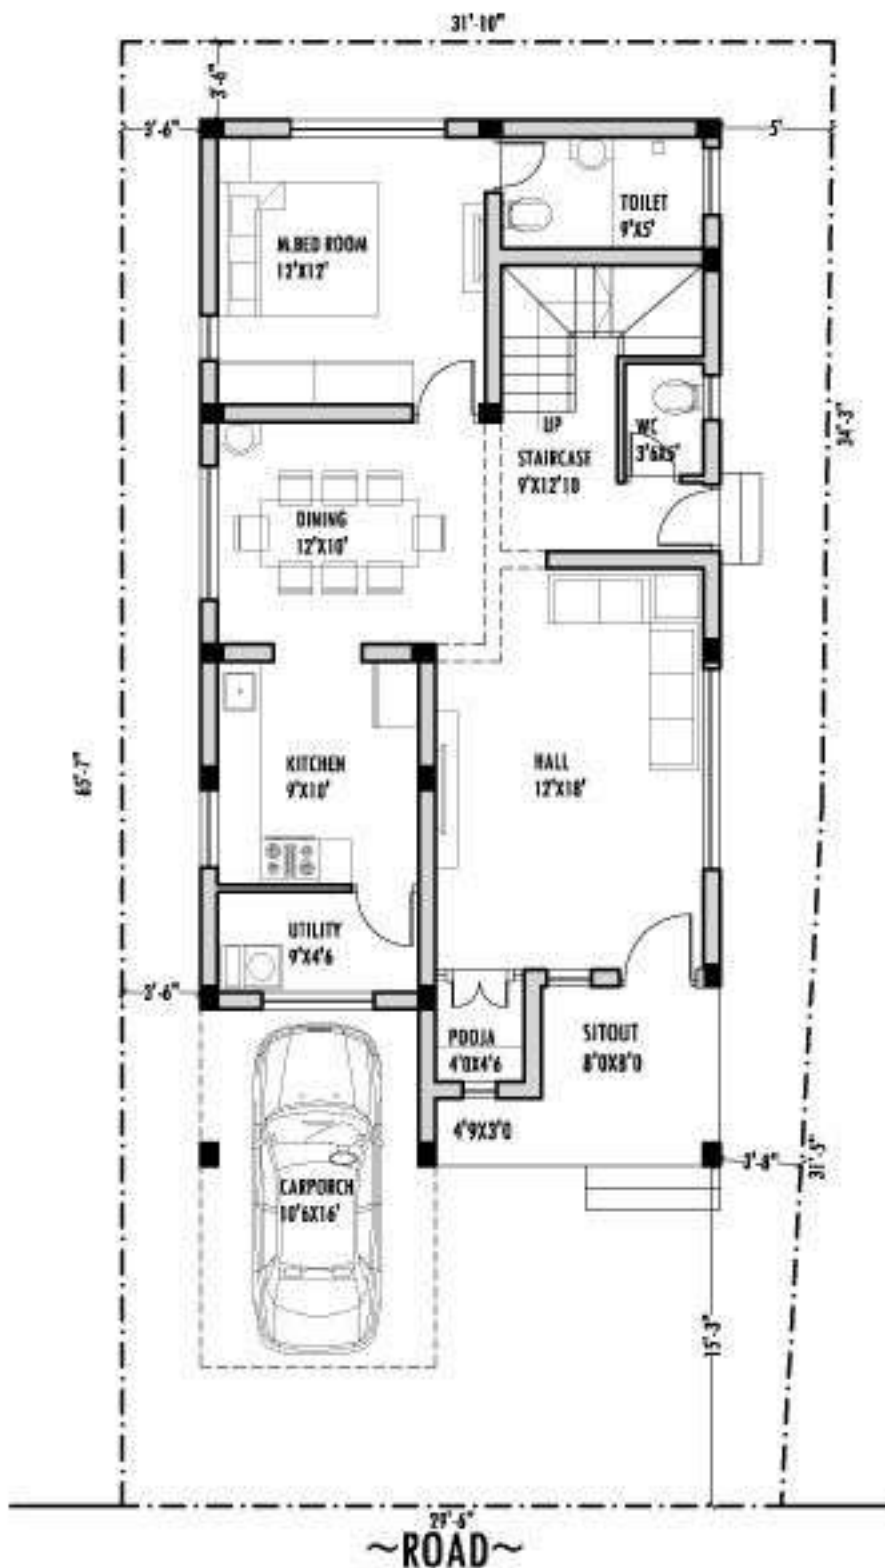 31'-10"
3'-6"
3'-6"
5'
TOILET
9'X5'
M.BED ROOM
12'X12'
UP
WC
3'6X5'
STAIRCASE
9'X12'10
34'-3"
DINING
12'X10'
65'-7"
KITCHEN
9'X10'
HALL
12'X18'
UTILITY
9'X4'6
3'-6"
POOJA
4'0X4'6
SITOUT
8'0X8'0
4'9X3'0
3'-8"
31'-5"
CARPORCH
10'6X16'
15'-3"
29'-6"
~ROAD~